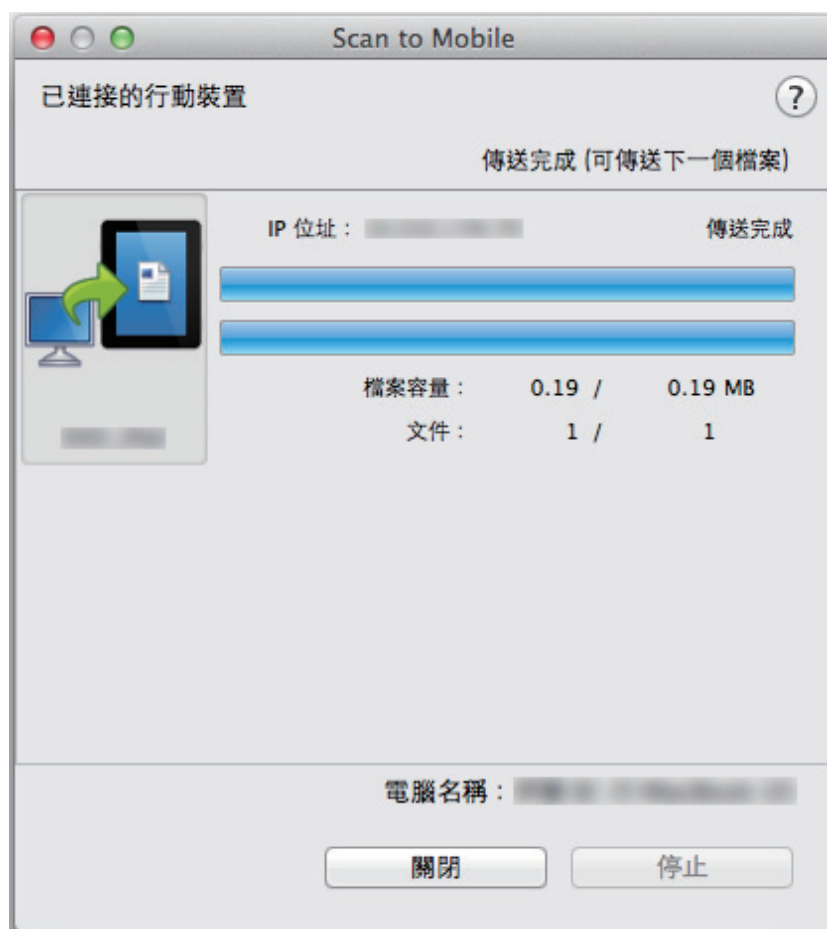 Scan to Mobile
已連接的行動裝置
?
傳送完成 (可傳送下一個檔案)
IP 位址： 傳送完成
檔案容量： 0.19 / 0.19 MB
文件： 1 / 1
電腦名稱：
關閉 停止